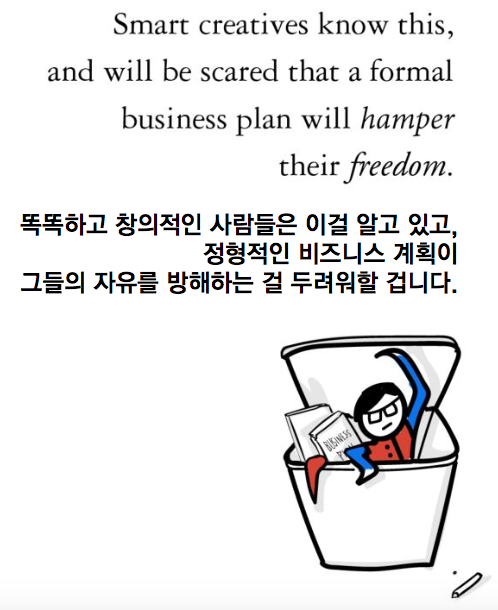 Smart creatives know this,
and will be scared that a formal
business plan will hamper
their freedom.
똑똑하고 창의적인 사람들은 이걸 알고 있고,
정형적인 비즈니스 계획이
그들의 자유를 방해하는 걸 두려워할 겁니다.
BUSINESS
PLAN